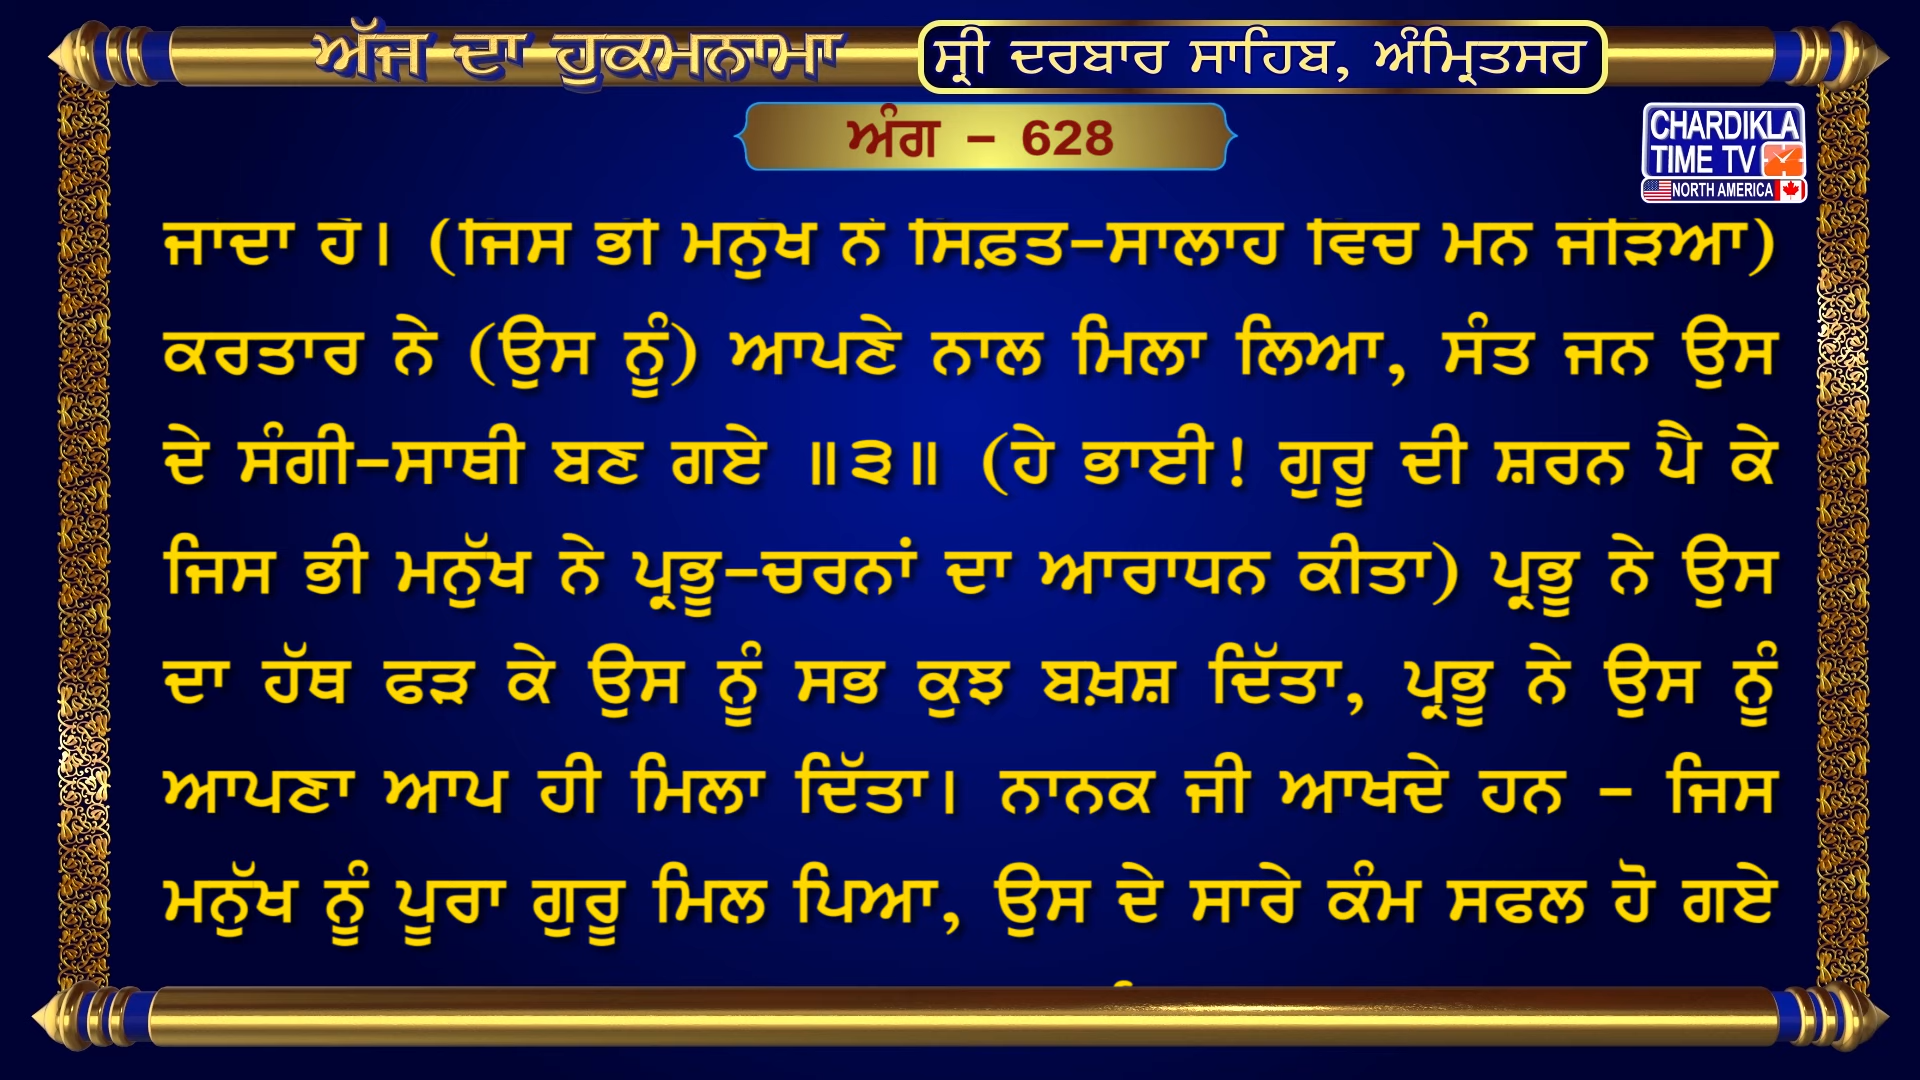 ਅੱਜ ਦਾ ਹੁਕਮਨਾਮਾ ਸ੍ਰੀ ਦਰਬਾਰ ਸਾਹਿਬ, ਅੰਮ੍ਰਿਤਸਰ
ਅੰਗ - 628
CHARDIKLA
TIME TV
NORTH AMERICA
ਜਾਂਦਾ ਹੈ। (ਜਿਸ ਭੀ ਮਨੁੱਖ ਨੇ ਸਿਫ਼ਤ-ਸਾਲਾਹ ਵਿਚ ਮਨ ਜੋੜਿਆ)
ਕਰਤਾਰ ਨੇ (ਉਸ ਨੂੰ) ਆਪਣੇ ਨਾਲ ਮਿਲਾ ਲਿਆ, ਸੰਤ ਜਨ ਉਸ
ਦੇ ਸੰਗੀ-ਸਾਥੀ ਬਣ ਗਏ ॥੩॥ (ਹੇ ਭਾਈ! ਗੁਰੂ ਦੀ ਸ਼ਰਨ ਪੈ ਕੇ
ਜਿਸ ਭੀ ਮਨੁੱਖ ਨੇ ਪ੍ਰਭੂ-ਚਰਨਾਂ ਦਾ ਆਰਾਧਨ ਕੀਤਾ) ਪ੍ਰਭੂ ਨੇ ਉਸ
ਦਾ ਹੱਥ ਫੜ ਕੇ ਉਸ ਨੂੰ ਸਭ ਕੁਝ ਬਖ਼ਸ਼ ਦਿੱਤਾ, ਪ੍ਰਭੂ ਨੇ ਉਸ ਨੂੰ
ਆਪਣਾ ਆਪ ਹੀ ਮਿਲਾ ਦਿੱਤਾ। ਨਾਨਕ ਜੀ ਆਖਦੇ ਹਨ - ਜਿਸ
ਮਨੁੱਖ ਨੂੰ ਪੂਰਾ ਗੁਰੂ ਮਿਲ ਪਿਆ, ਉਸ ਦੇ ਸਾਰੇ ਕੰਮ ਸਫਲ ਹੋ ਗਏ